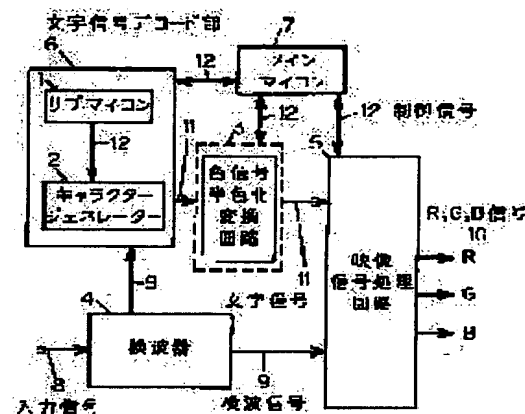 文字信号デコード部
6
7
メイン
マイコン
12
1
サブマイコン
12
11
3
12
12 制御信号
5
2
キャラクター
ジェネレーター
色信号
半色化
変換
回路
11
文字信号
映像
信号処理
回路
R,G,B信号
10
R
G
B
9
4
検波器
8
入力信号
9
検波信号